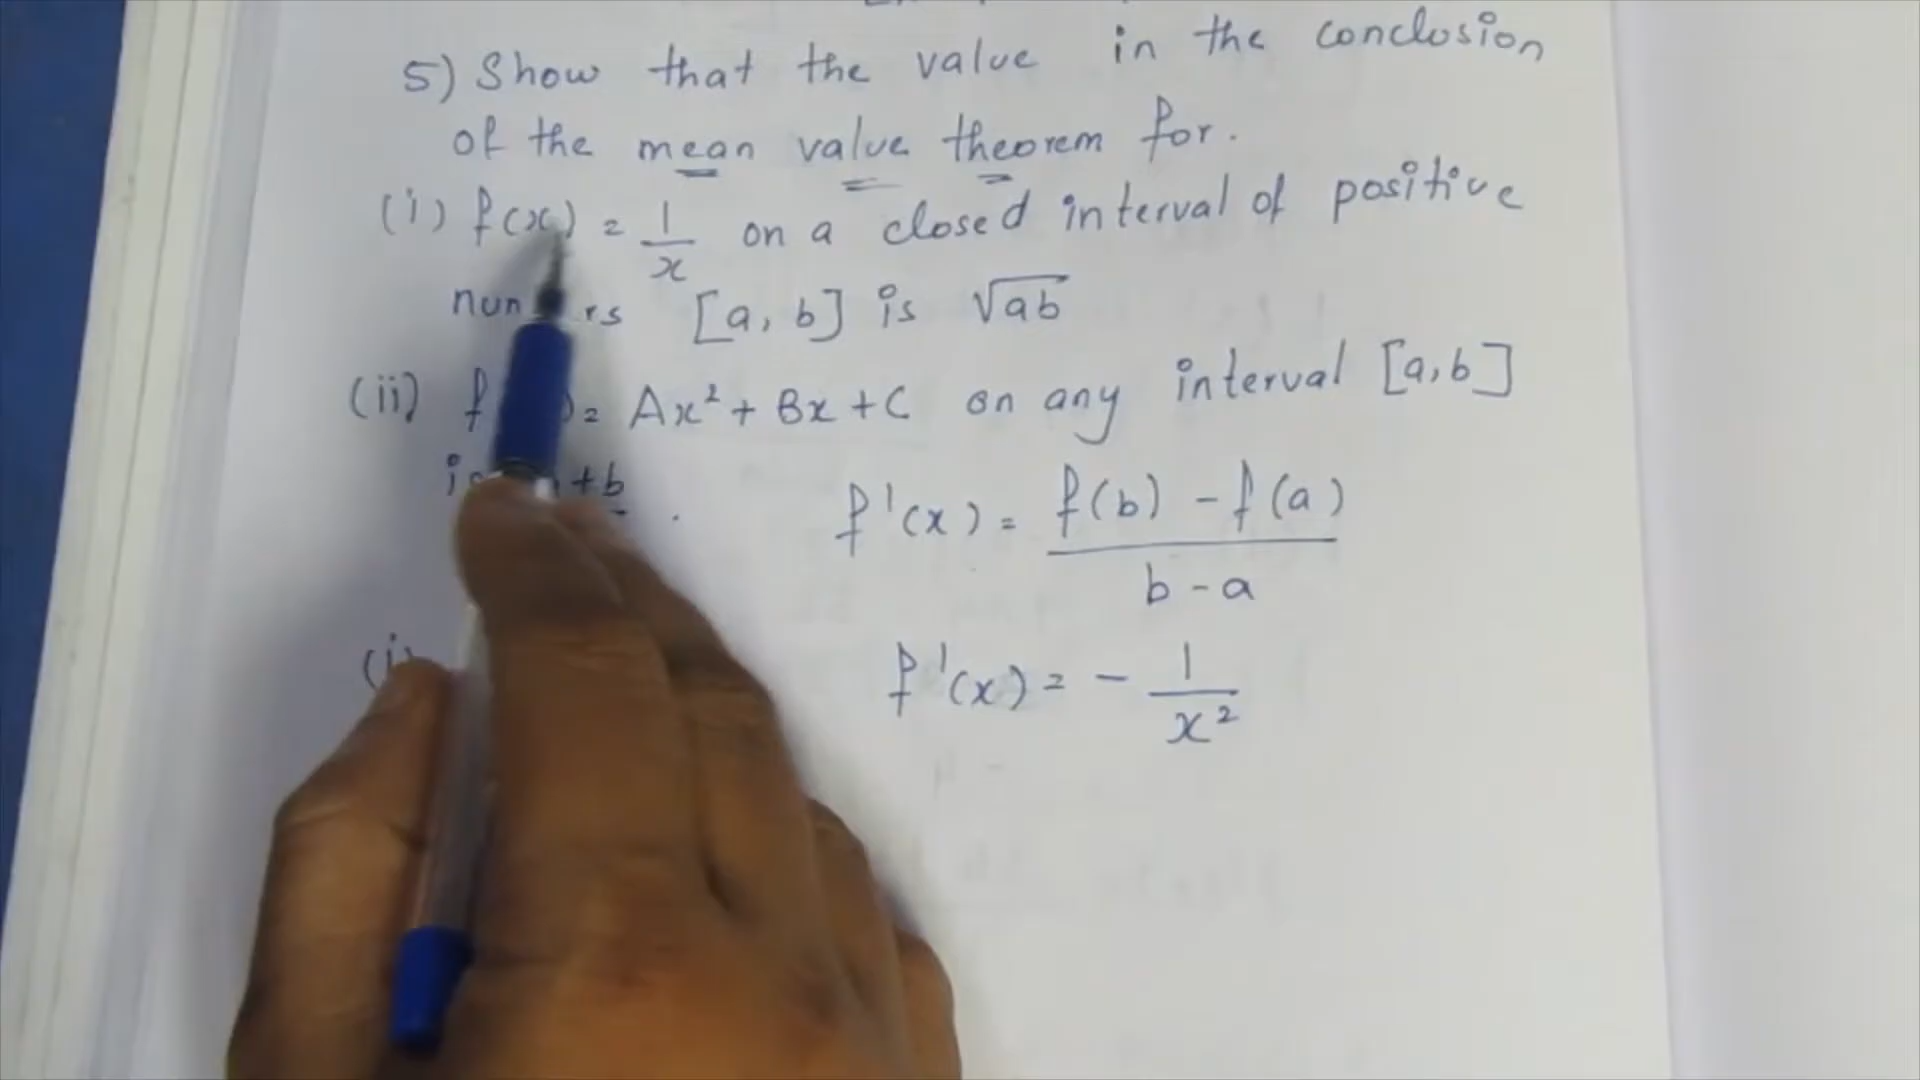 5) Show that the value in the conclusion
of the mean value theorem for.
(i) f(x) = 1/x on a closed interval of positive
[a, b] is √ab
(ii) = Ax² + Bx + C on any interval [a,b]
+b .
f'(x) = f(b) - f(a) / b - a
(i) f'(x) = - 1/x²